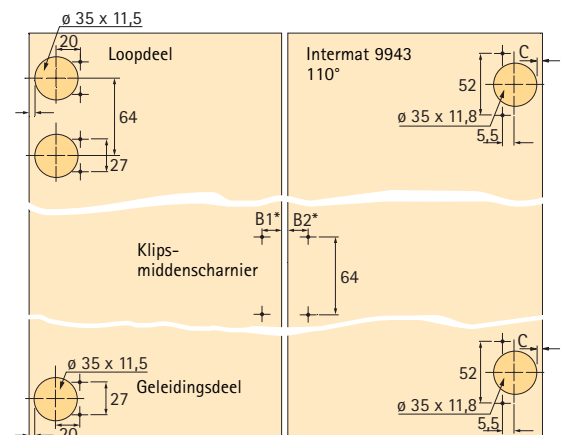 ø 35 x 11,5
20
Loopdeel
64
27
Intermat 9943
110°
C
52
ø 35 x 11,8
5,5
B1* B2*
Klips-
middenscharnier
64
ø 35 x 11,5
27
Geleidingsdeel
20
C
52
ø 35 x 11,8
5,5